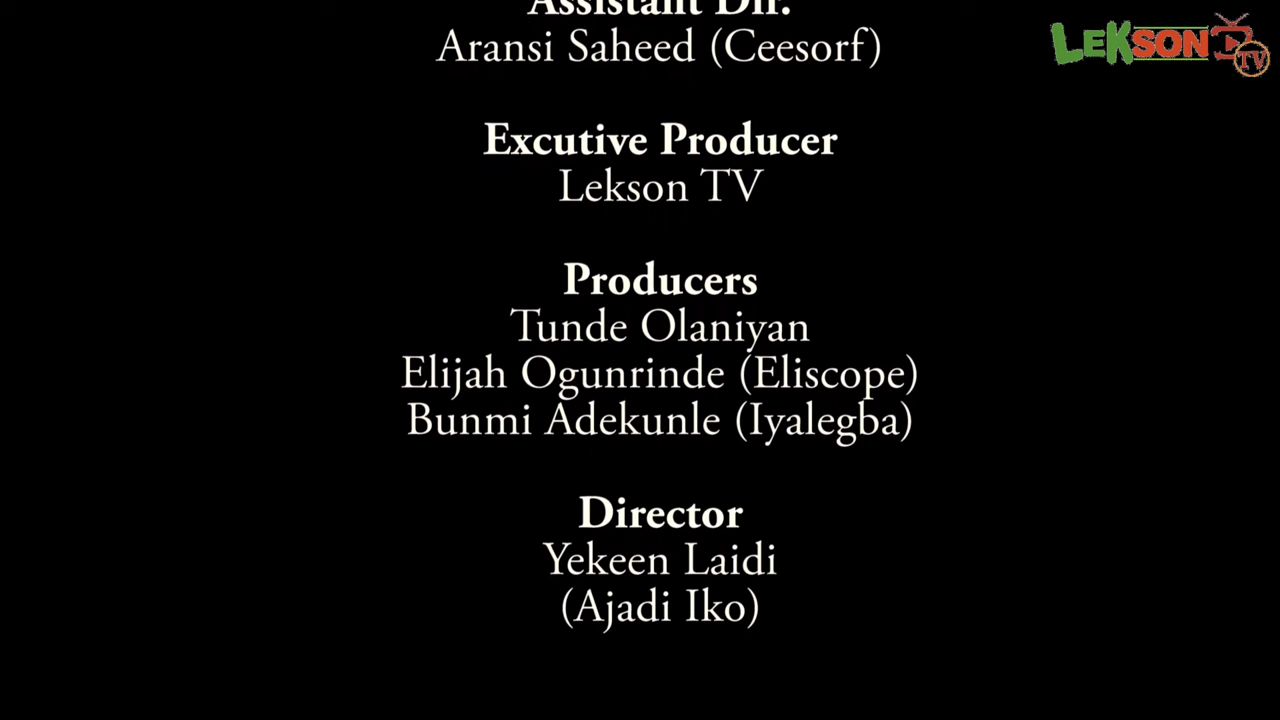 Assistant Dir.
Aransi Saheed (Ceesorf)
LEKSON TV
Excutive Producer
Lekson TV
Producers
Tunde Olaniyan
Elijah Ogunrinde (Eliscope)
Bunmi Adekunle (Iyalegba)
Director
Yekeen Laidi
(Ajadi Iko)